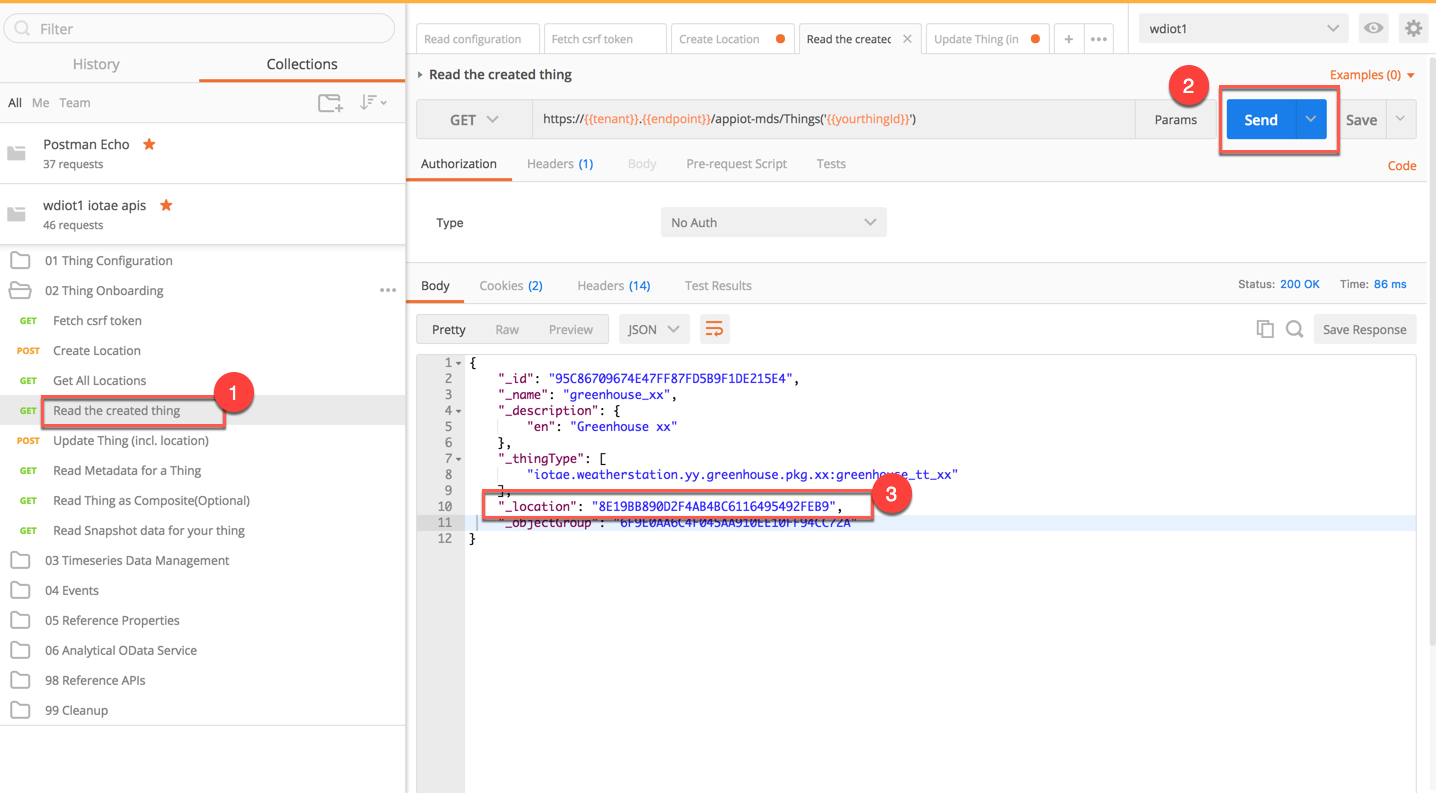 Filter
History
Collections
All Me Team
Postman Echo
37 requests
wdiot1 iotae apis
46 requests
01 Thing Configuration
02 Thing Onboarding
GET Fetch csrf token
POST Create Location
GET Get All Locations
GET Read the created thing
1
POST Update Thing (incl. location)
GET Read Metadata for a Thing
GET Read Thing as Composite(Optional)
GET Read Snapshot data for your thing
03 Timeseries Data Management
04 Events
05 Reference Properties
06 Analytical OData Service
98 Reference APIs
99 Cleanup
Read configuration
Fetch csrf token
Create Location
Read the created
Update Thing (in
+
wdiot1
Read the created thing
Examples (0)
2
GET
https://{{tenant}}.{{endpoint}}/appiot-mds/Things('{{yourthingId}}')
Params
Send
Save
Authorization
Headers (1)
Body
Pre-request Script
Tests
Code
Type
No Auth
Body
Cookies (2)
Headers (14)
Test Results
Status: 200 OK
Time: 86 ms
Pretty
Raw
Preview
JSON
Save Response
1 {
2 "_id": "95C86709674E47FF87FD5B9F1DE215E4",
3 "_name": "greenhouse_xx",
4 "_description": {
5 "en": "Greenhouse xx"
6 },
7 "_thingType": [
8 "iotae.weatherstation.yy.greenhouse.pkg.xx:greenhouse_tt_xx"
9 ],
10 "_location": "8E19BB890D2F4AB4BC6116495492FEB9",
3
11 "_objectGroup": "6F9E0AA6C4F045AA910EE10FF94CC72A"
12 }